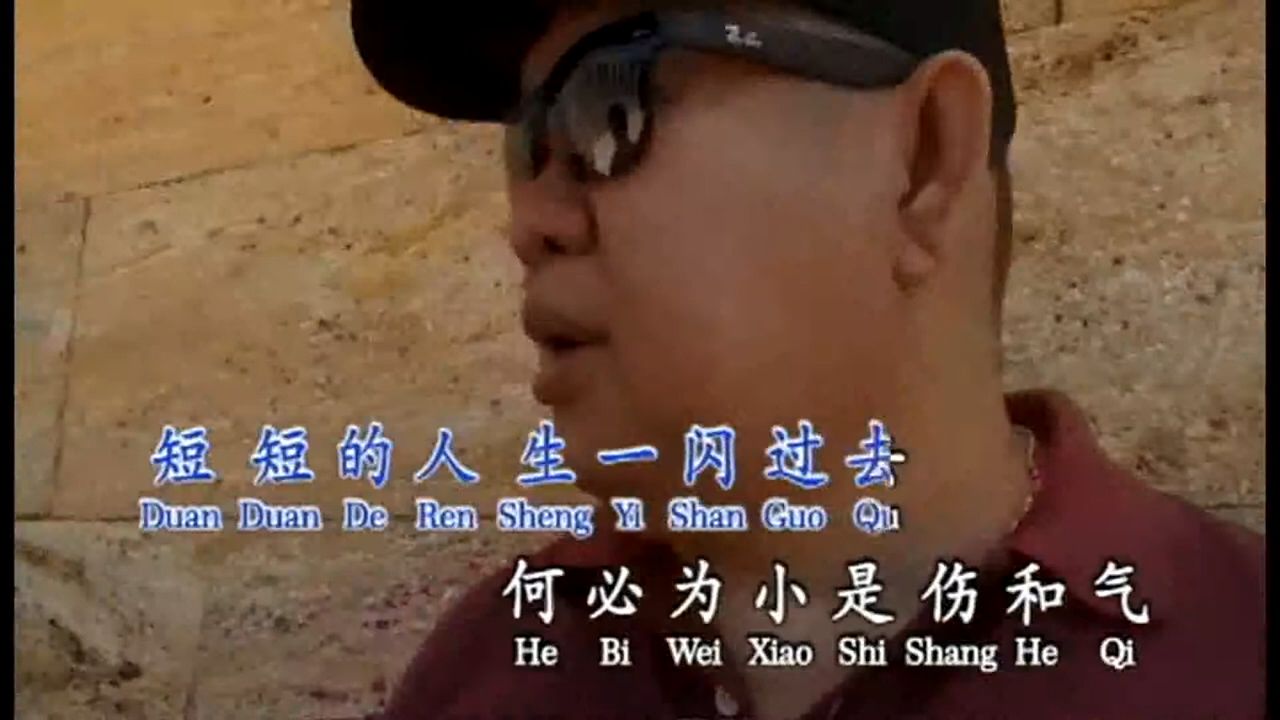 短 短 的 人 生 一 闪 过 去
Duan Duan De Ren Sheng Yi Shan Guo Qu
何 必 为 小 是 伤 和 气
He Bi Wei Xiao Shi Shang He Qi